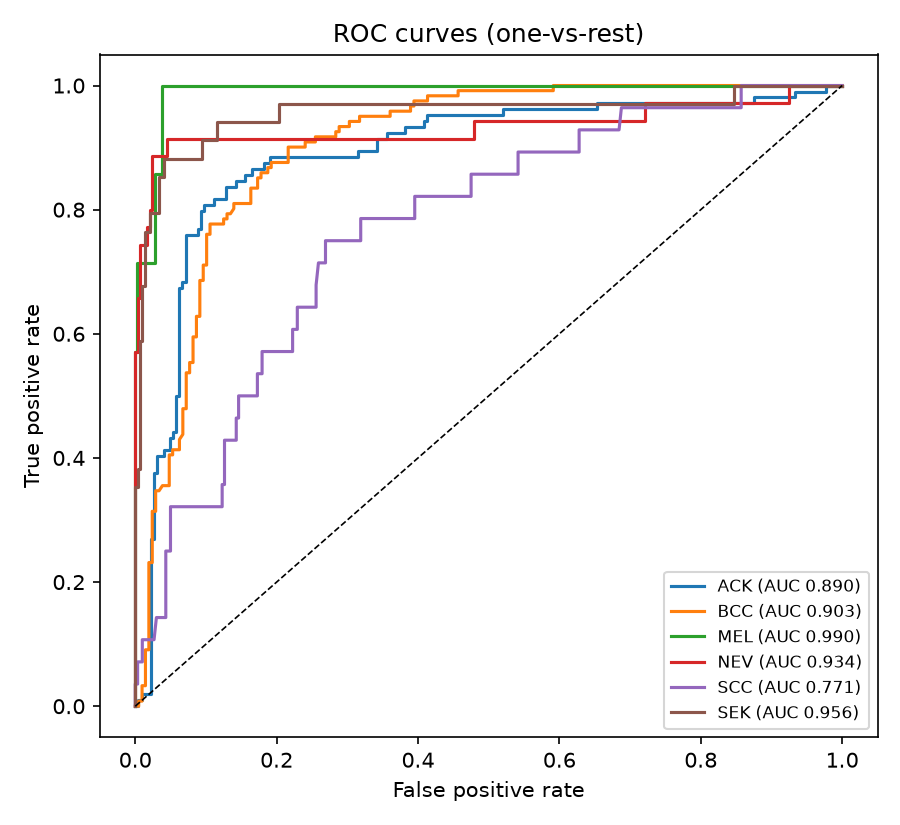 ROC curves (one-vs-rest)
True positive rate
1.0
0.8
0.6
0.4
0.2
0.0
0.0 0.2 0.4 0.6 0.8 1.0
False positive rate
ACK (AUC 0.890)
BCC (AUC 0.903)
MEL (AUC 0.990)
NEV (AUC 0.934)
SCC (AUC 0.771)
SEK (AUC 0.956)